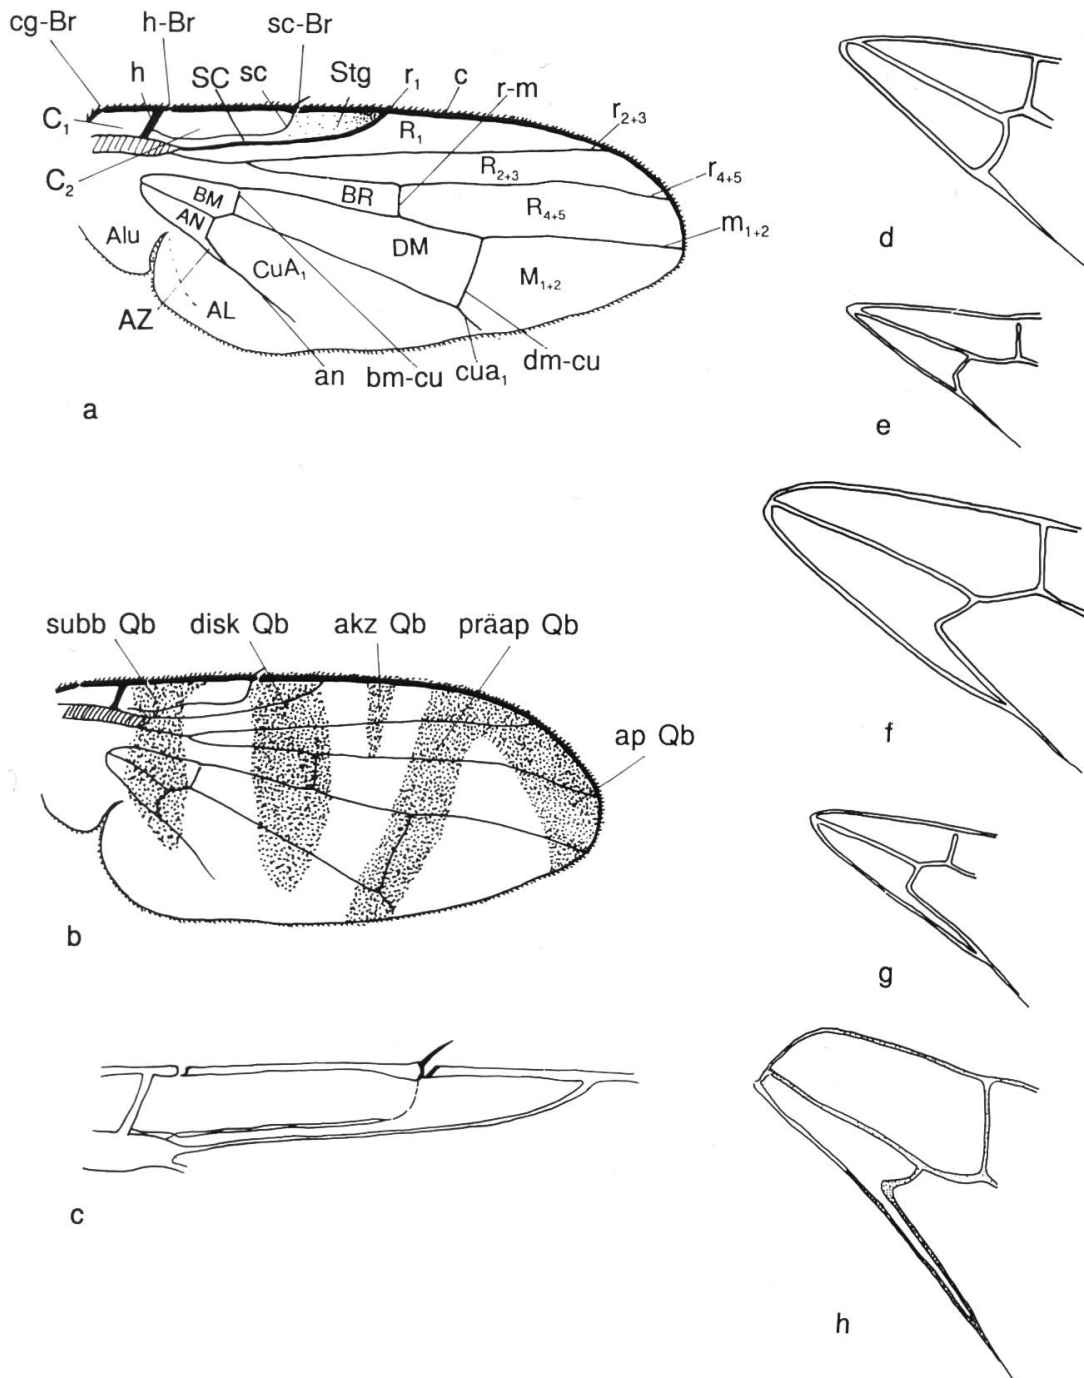 cg-Br h-Br sc-Br
h SC sc Stg r₁ c r-m
C₁ R₁ r₂₊₃
C₂ R₂₊₃ r₄₊₅
BM BR R₄₊₅ m₁₊₂
AN
Alu DM
CuA₁ M₁₊₂
AZ AL
an bm-cu cua₁ dm-cu
a
subb Qb disk Qb akz Qb präap Qb
ap Qb
b
c
d
e
f
g
h